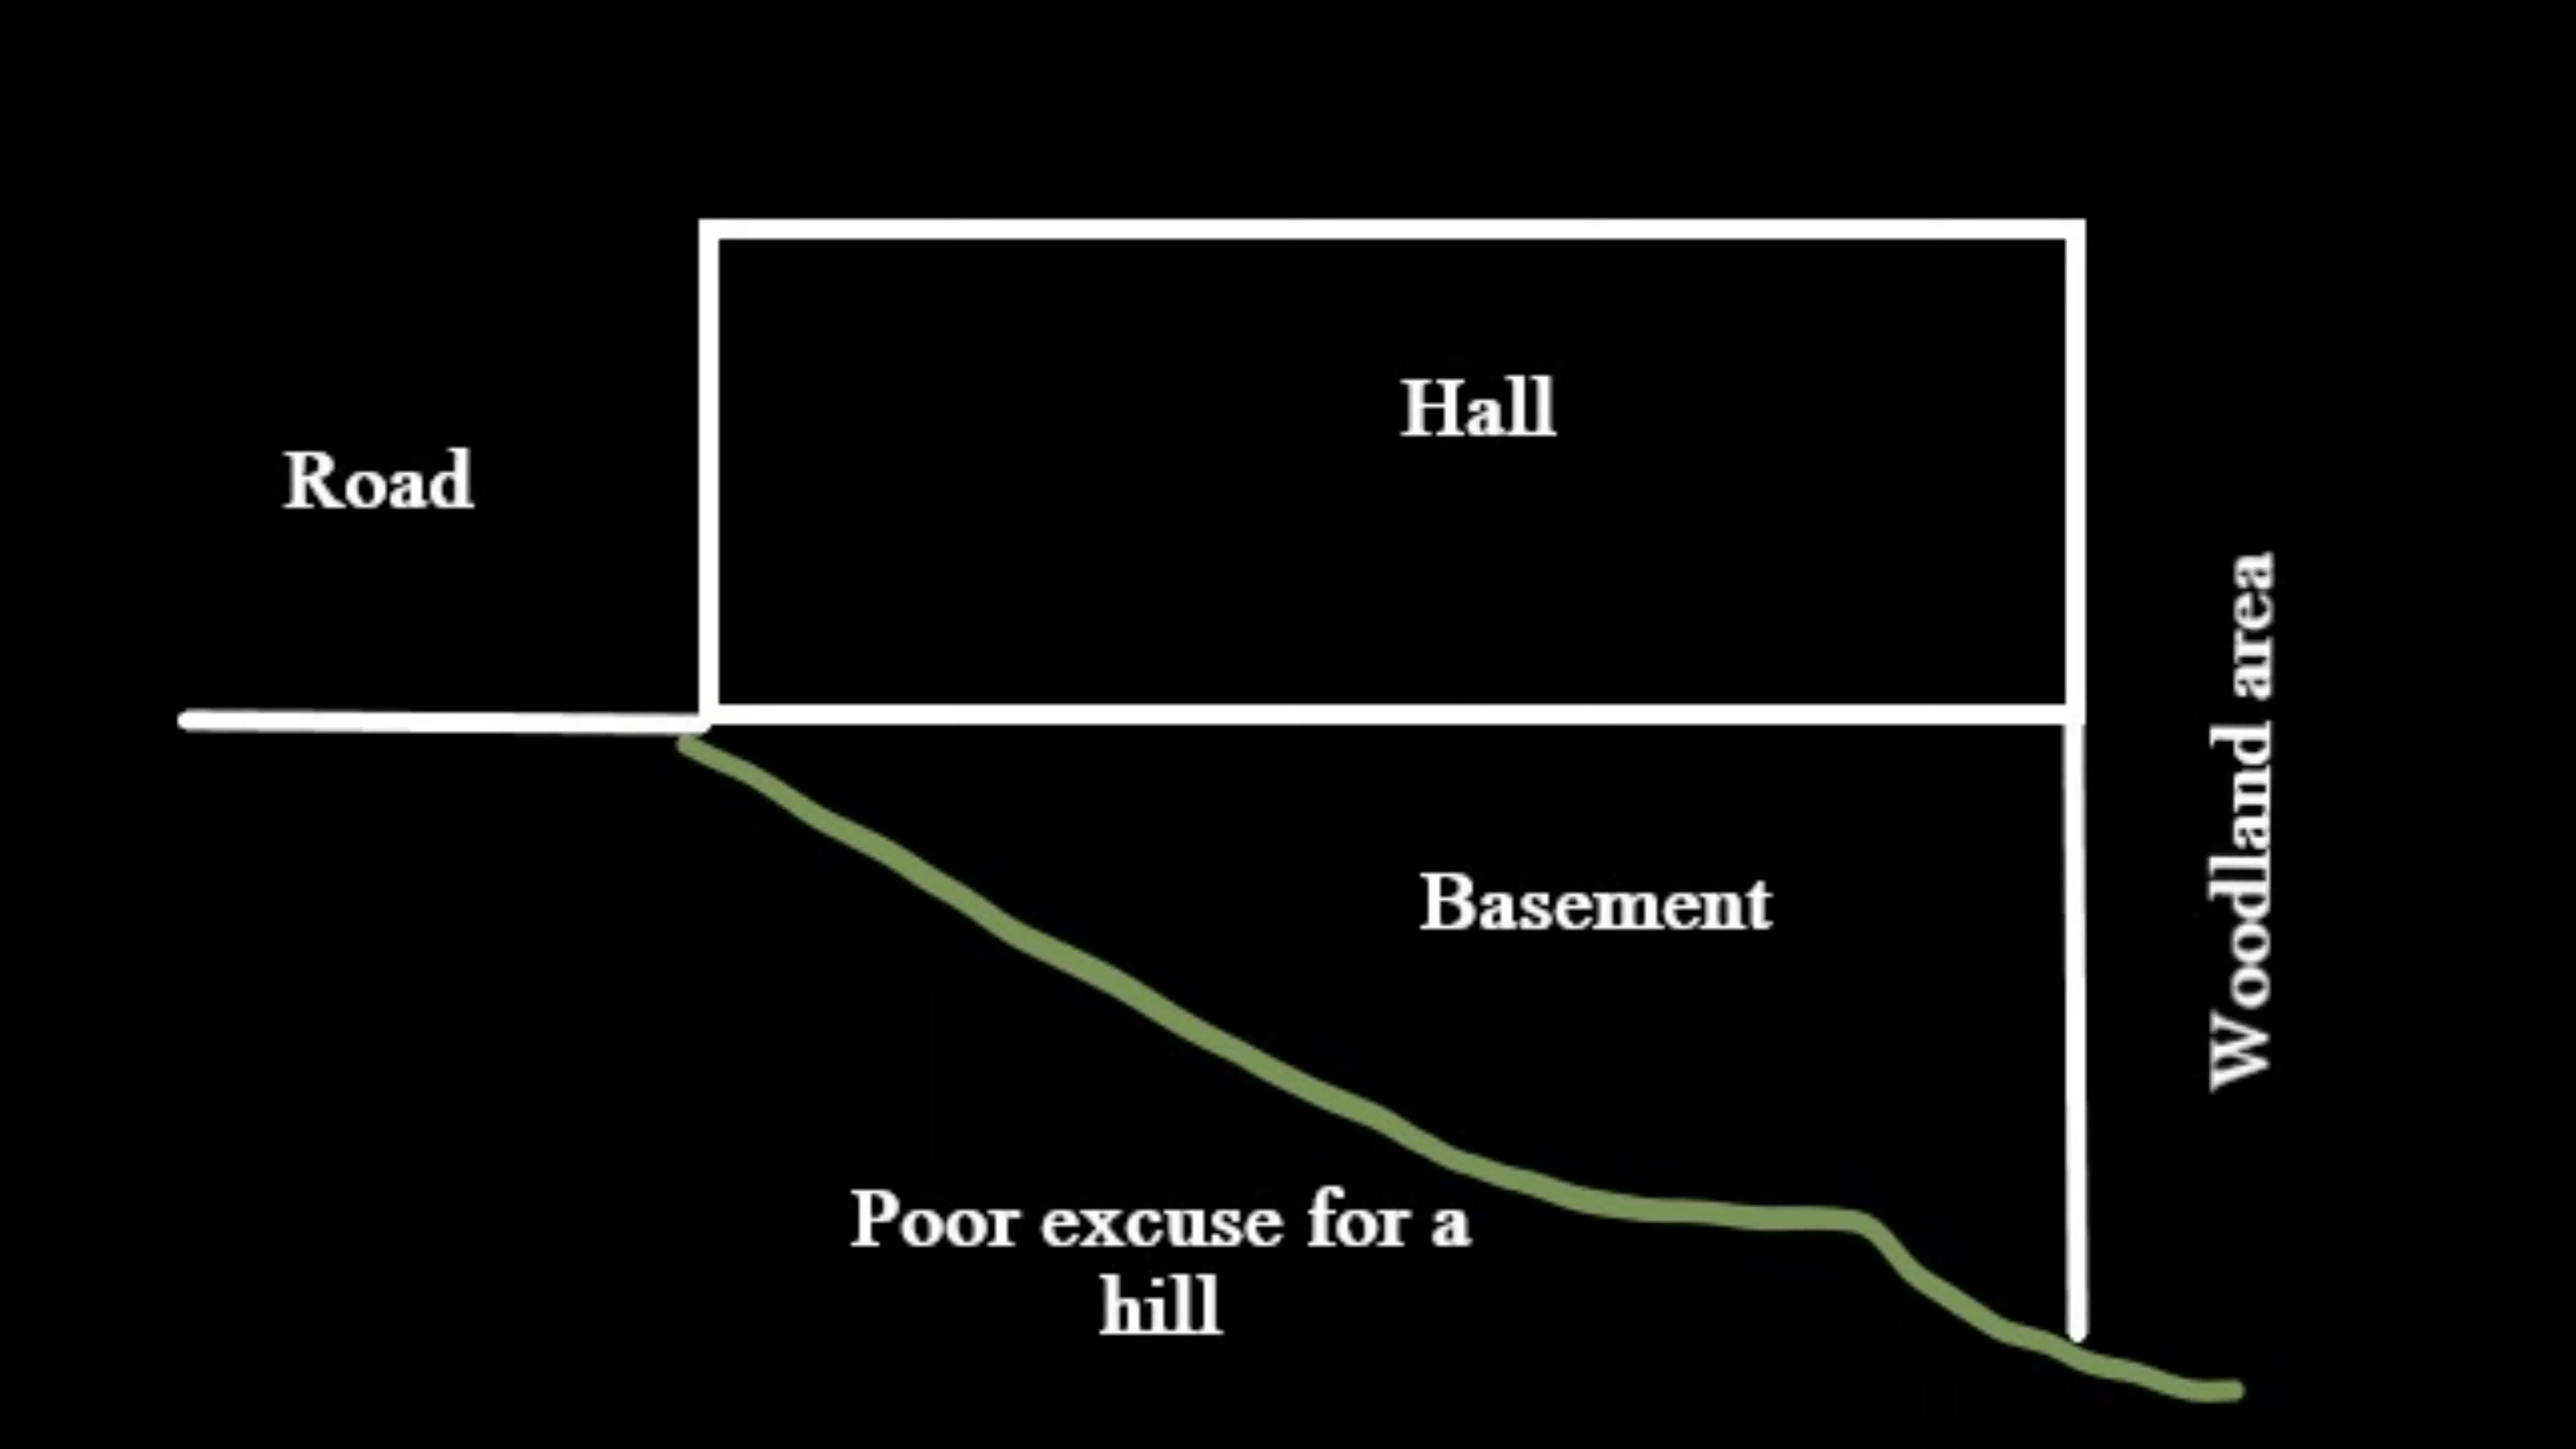 Hall
Road
Woodland area
Basement
Poor excuse for a
hill